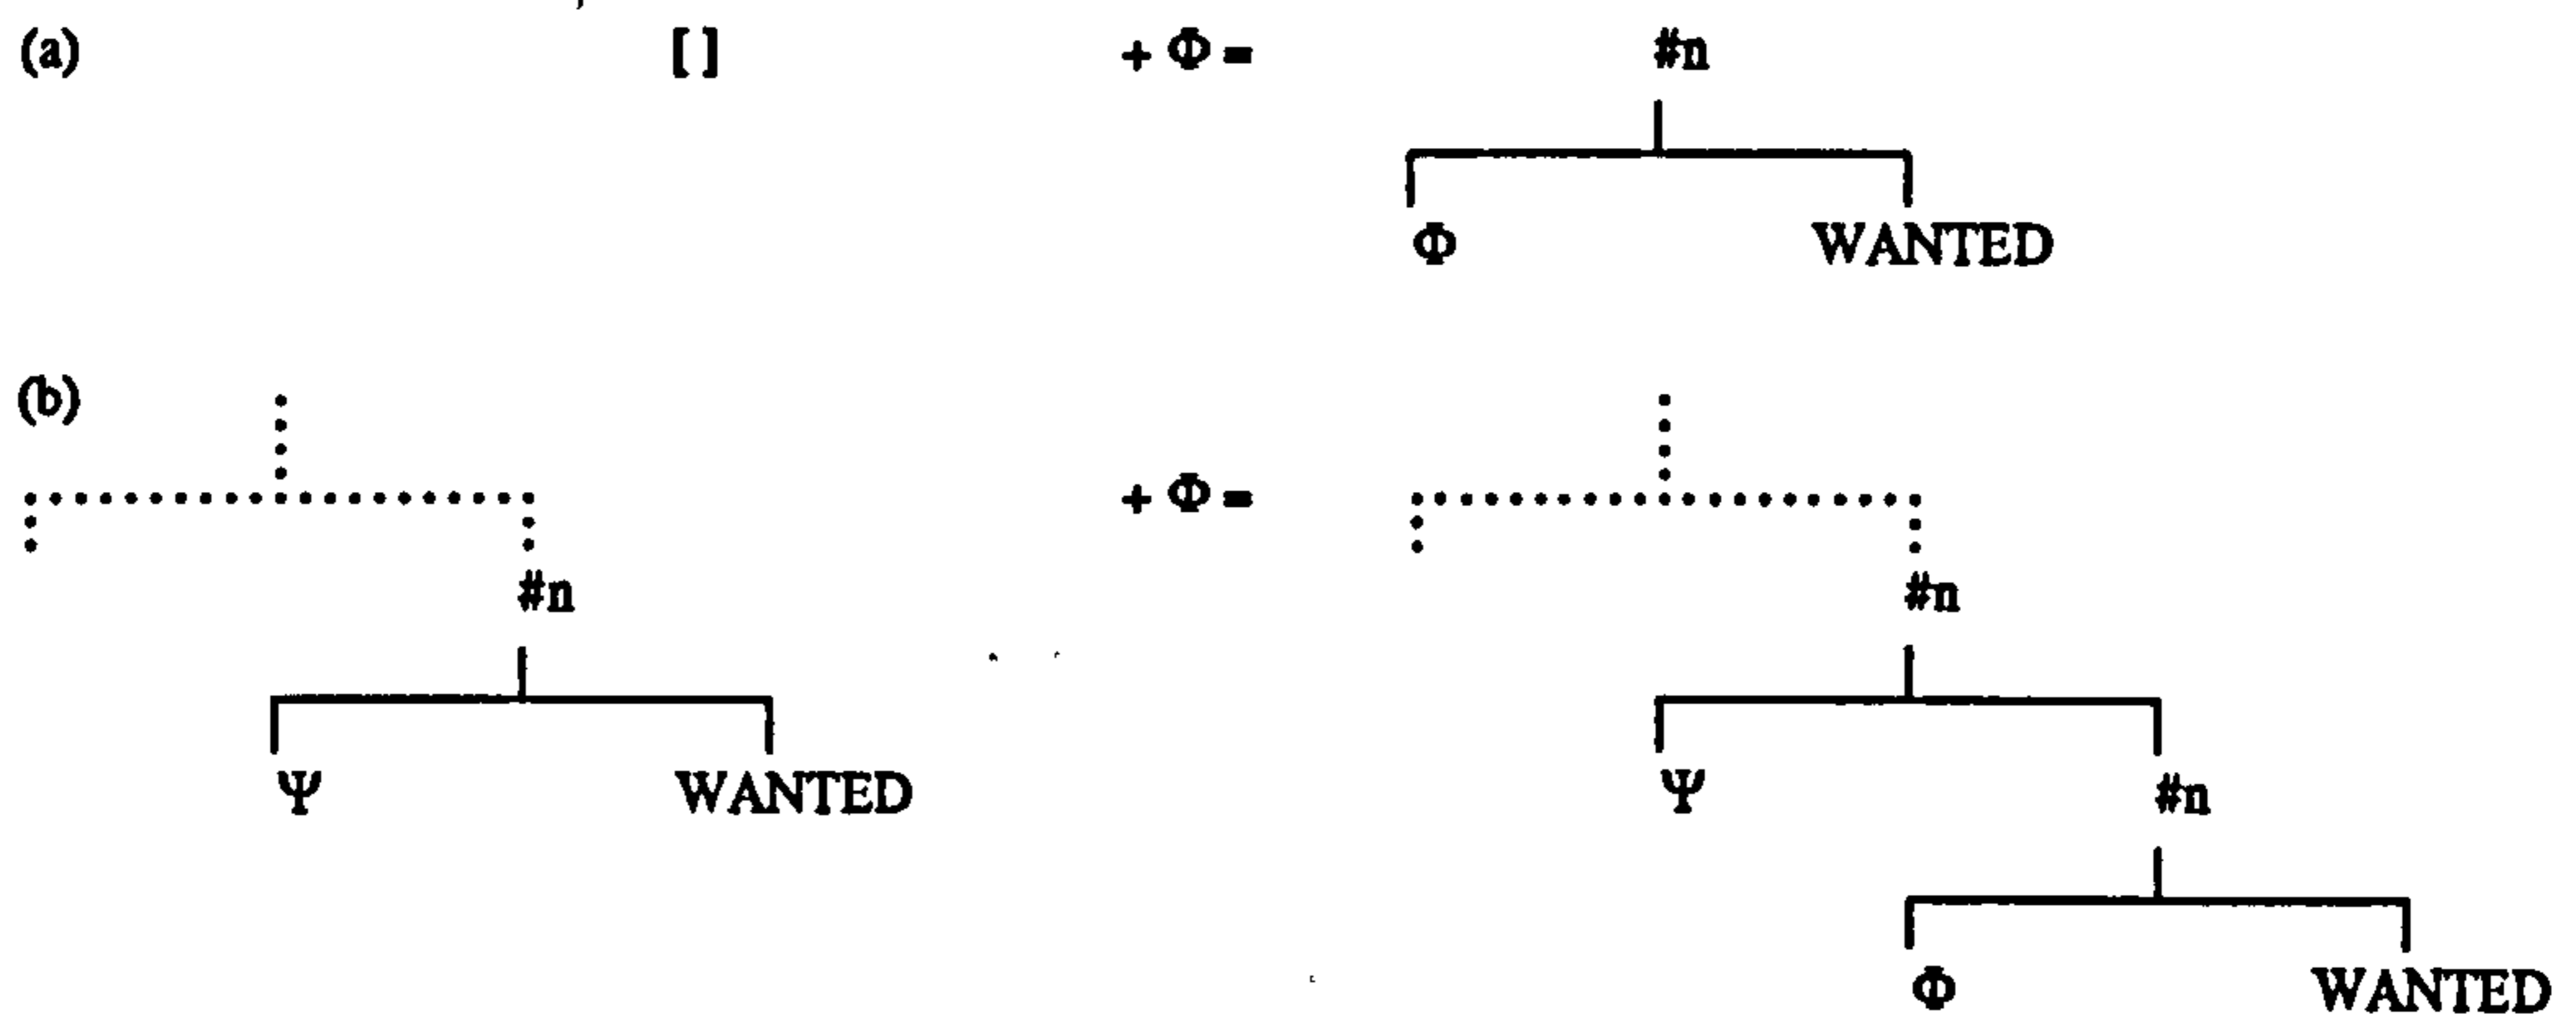 (a) [ ] + Φ = #n
Φ WANTED
(b)
+ Φ =
#n #n
Ψ WANTED Ψ #n
Φ WANTED